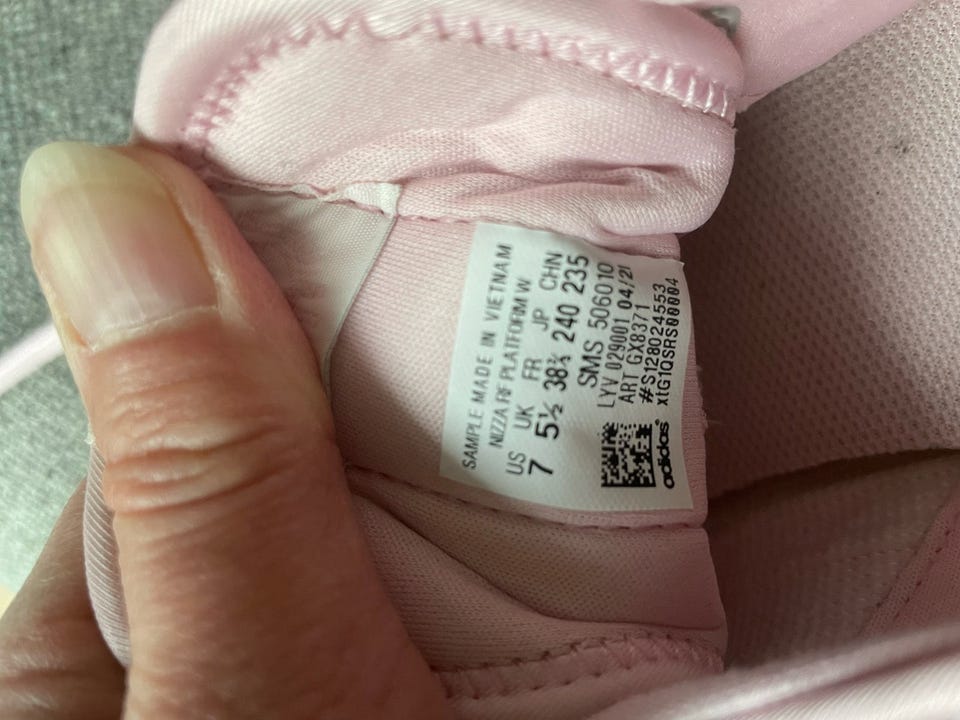 SAMPLE MADE IN VIETNAM
NIZZA RF PLATFORM W
US UK FR JP CHN
7 5½ 38⅔ 240 235
SMS 506010
LYV 029001 04/21
ART GX8371
#S128024553
xtG1QSRS00004
adidas